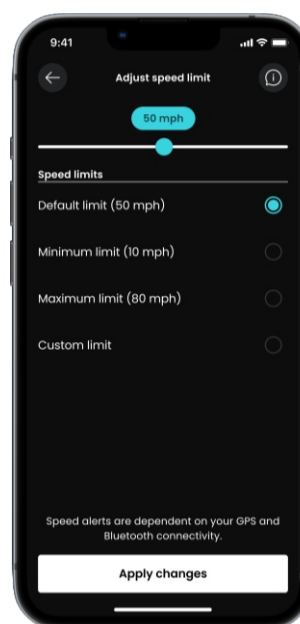 9:41
Adjust speed limit
50 mph
Speed limits
Default limit (50 mph)
Minimum limit (10 mph)
Maximum limit (80 mph)
Custom limit
Speed alerts are dependent on your GPS and
Bluetooth connectivity.
Apply changes